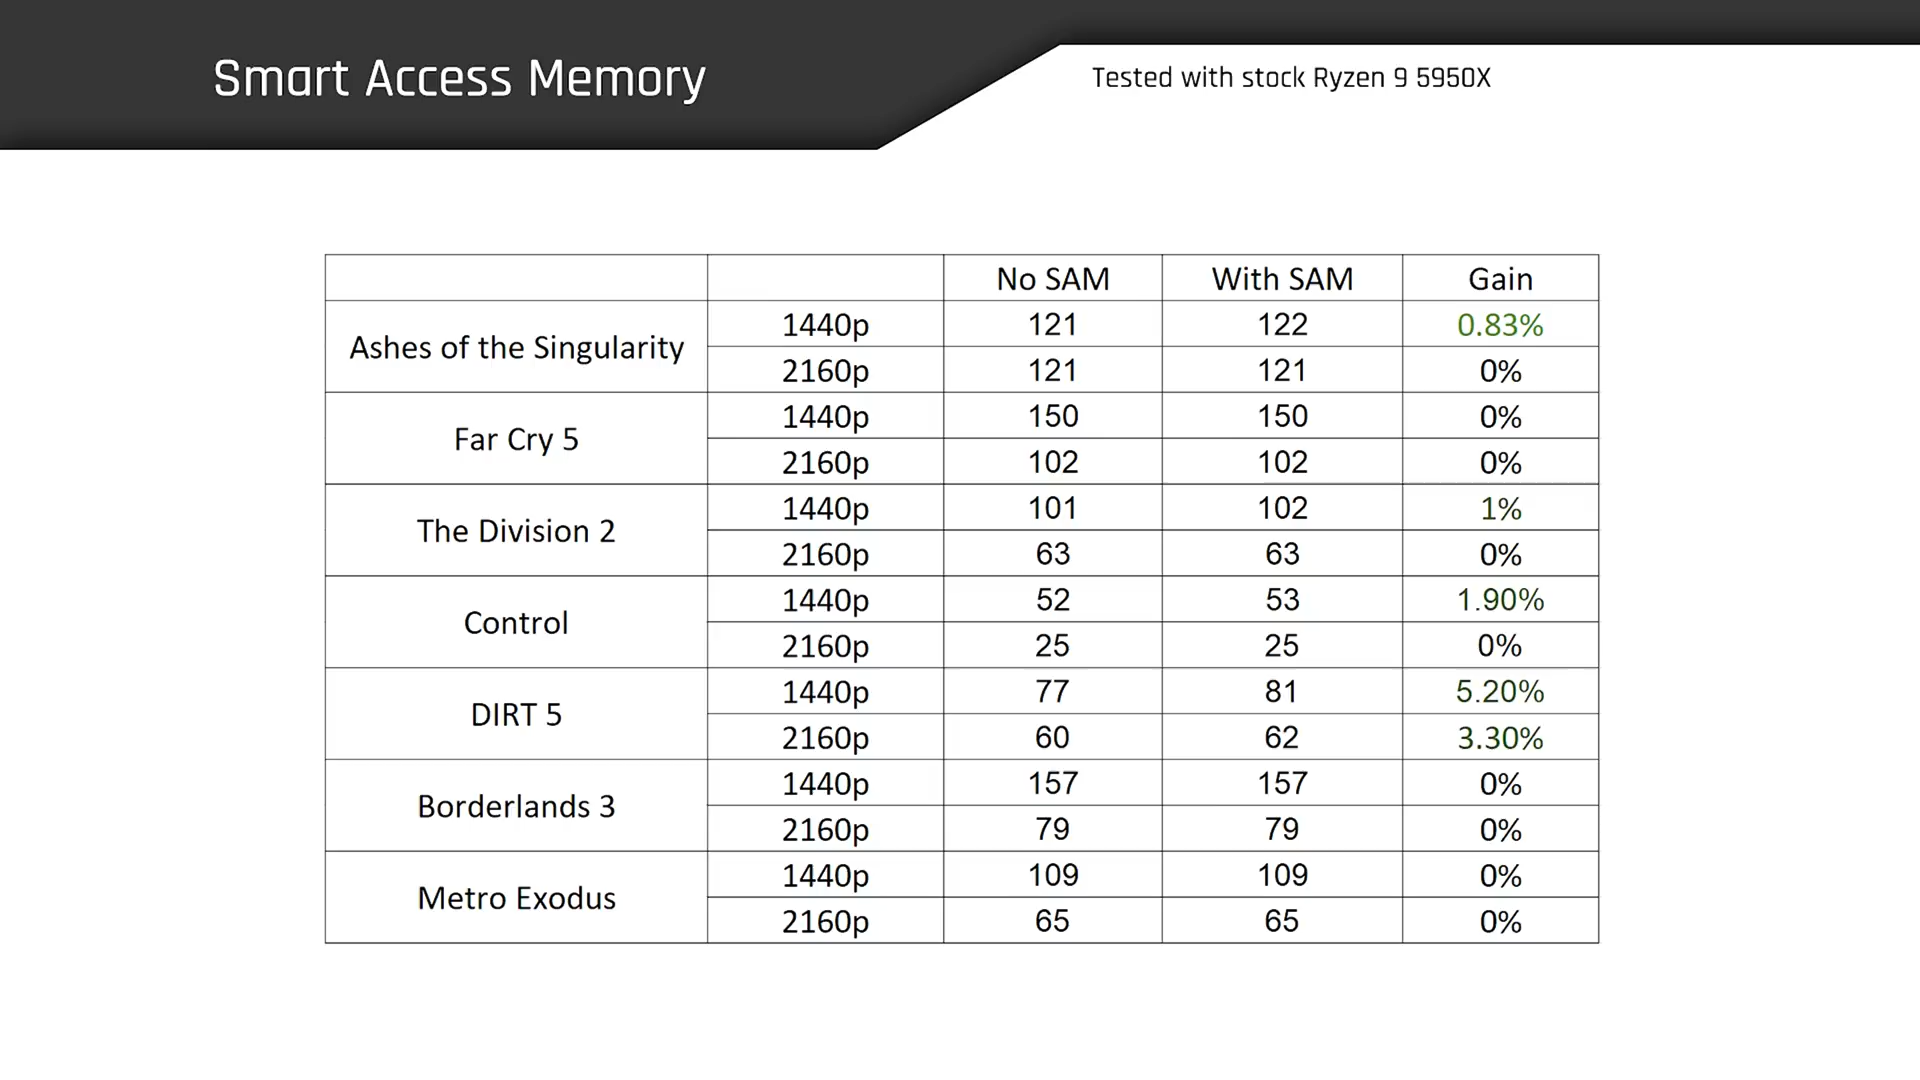 Smart Access Memory
Tested with stock Ryzen 9 5950X
No SAM With SAM Gain
Ashes of the Singularity
1440p 121 122 0.83%
2160p 121 121 0%
Far Cry 5
1440p 150 150 0%
2160p 102 102 0%
The Division 2
1440p 101 102 1%
2160p 63 63 0%
Control
1440p 52 53 1.90%
2160p 25 25 0%
DIRT 5
1440p 77 81 5.20%
2160p 60 62 3.30%
Borderlands 3
1440p 157 157 0%
2160p 79 79 0%
Metro Exodus
1440p 109 109 0%
2160p 65 65 0%